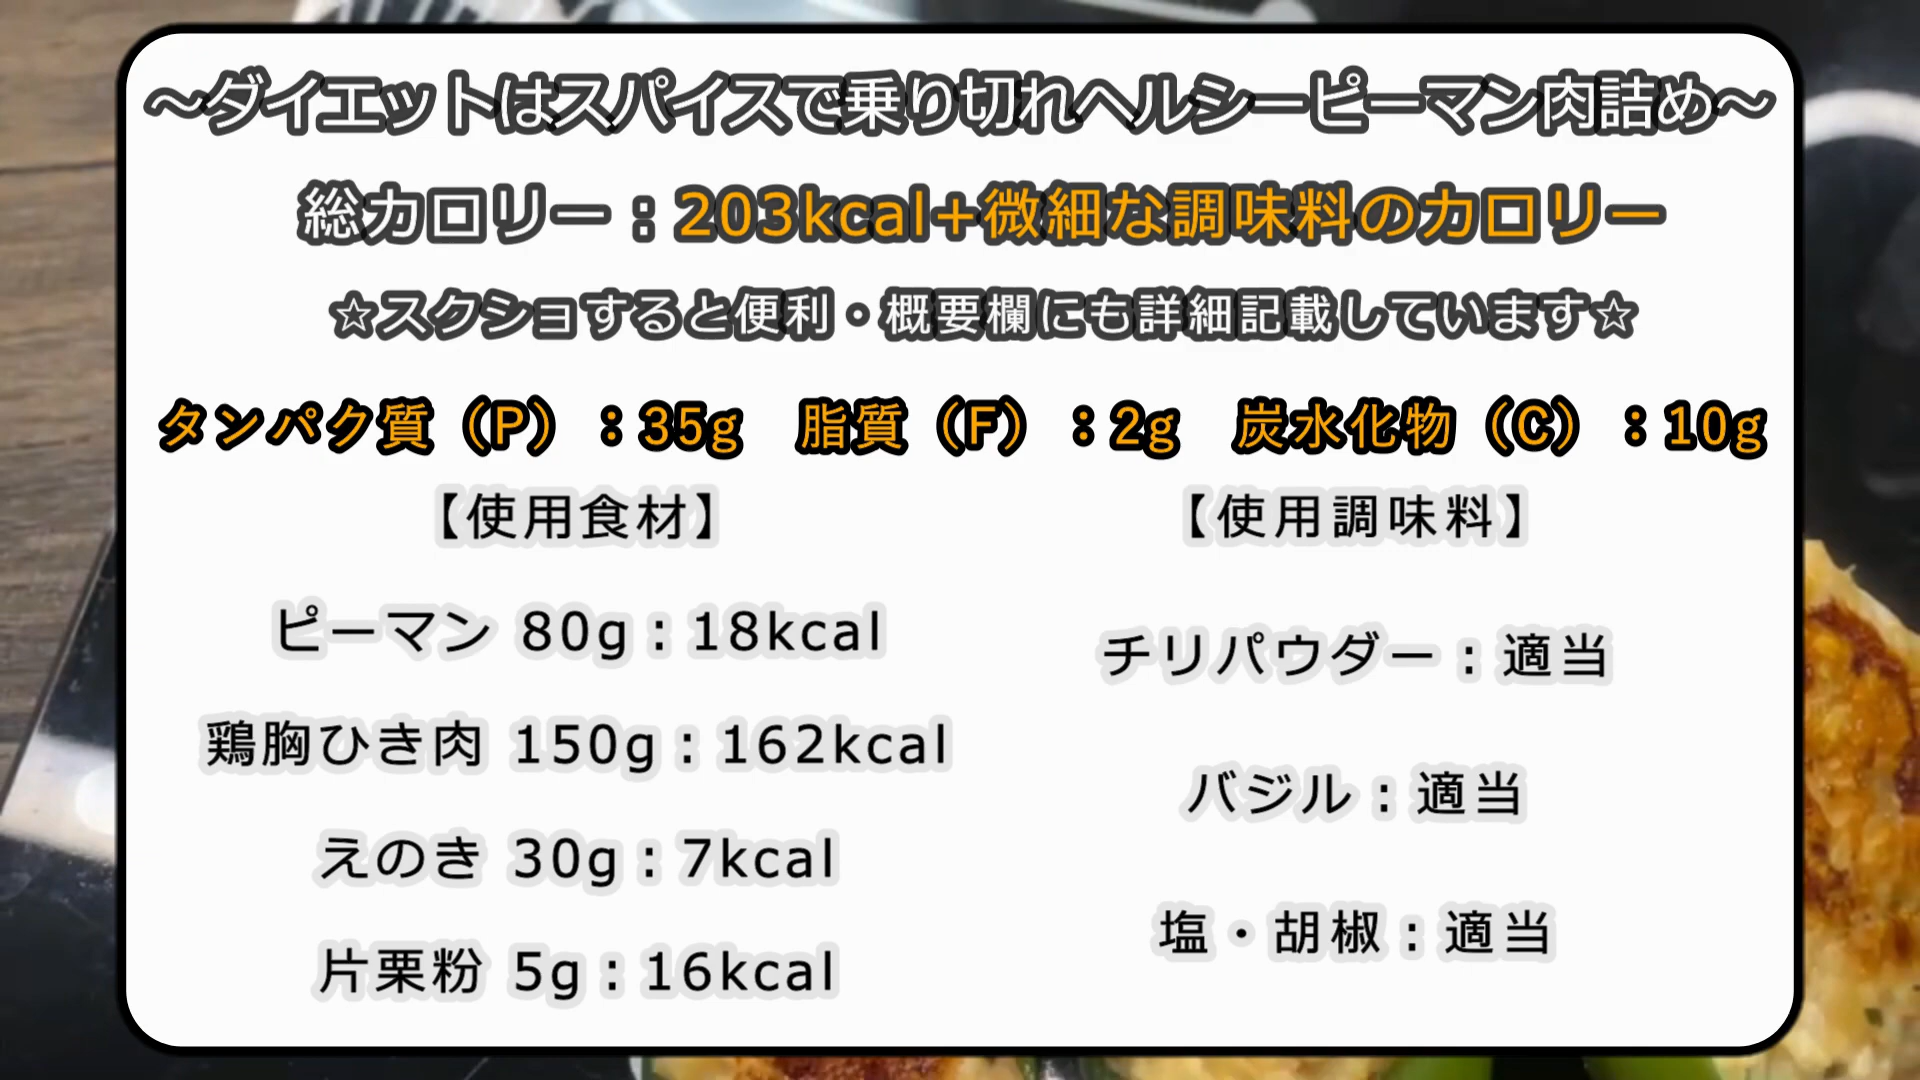 ～ダイエットはスパイスで乗り切れヘルシーピーマン肉詰め～
総カロリー：203kcal+微細な調味料のカロリー
☆スクショすると便利・概要欄にも詳細記載しています☆
タンパク質（P）：35g　脂質（F）：2g　炭水化物（C）：10g
【使用食材】
ピーマン 80g：18kcal
鶏胸ひき肉 150g：162kcal
えのき 30g：7kcal
片栗粉 5g：16kcal
【使用調味料】
チリパウダー：適当
バジル：適当
塩・胡椒：適当